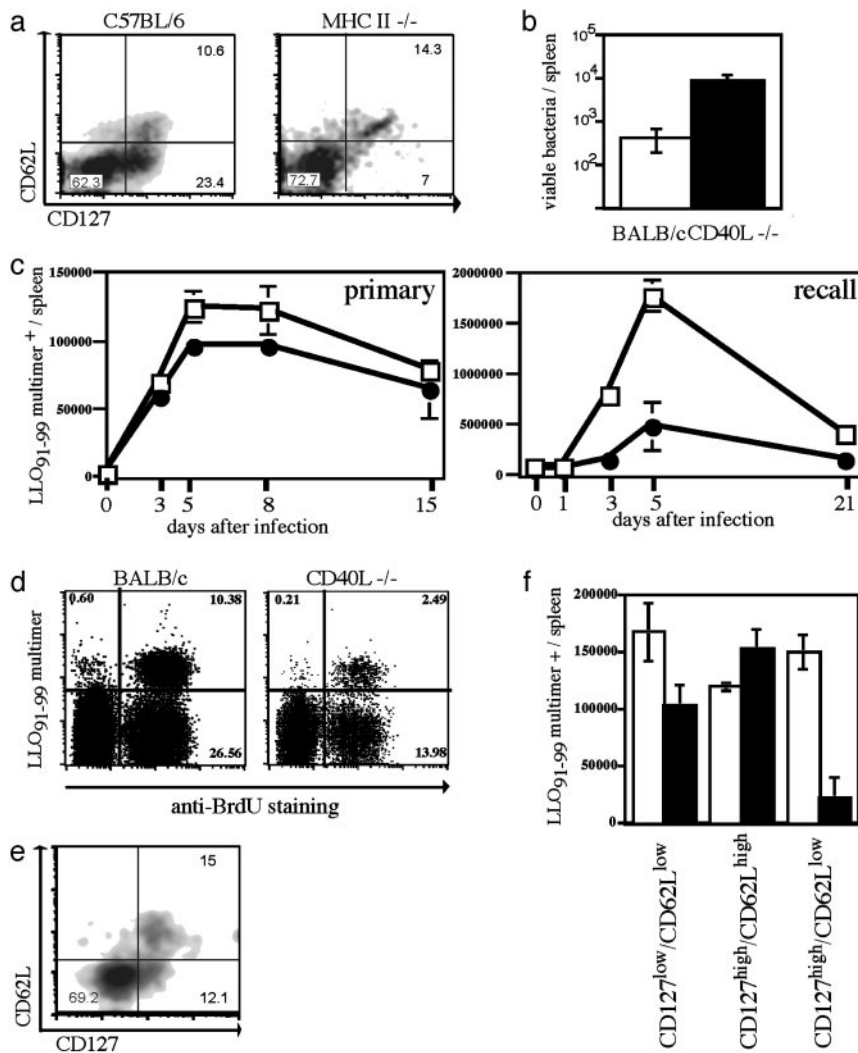 a
C57BL/6
MHC II -/-
10.6
14.3
62.3
23.4
72.7
7
CD62L
CD127
b
10^5
10^4
10^3
10^2
viable bacteria / spleen
BALB/c CD40L -/-
c
primary
150000
100000
50000
0
LLO91-99 multimer + / spleen
0 3 5 8 15
days after infection
recall
2000000
1500000
1000000
500000
0
0 1 3 5 21
days after infection
d
BALB/c
CD40L -/-
0.60
10.38
26.56
0.21
2.49
13.98
LLO91-99 multimer
anti-BrdU staining
e
15
69.2
12.1
CD62L
CD127
f
200000
150000
100000
50000
0
LLO91-99 multimer + / spleen
CD127low/CD62Llow
CD127high/CD62Lhigh
CD127high/CD62Llow